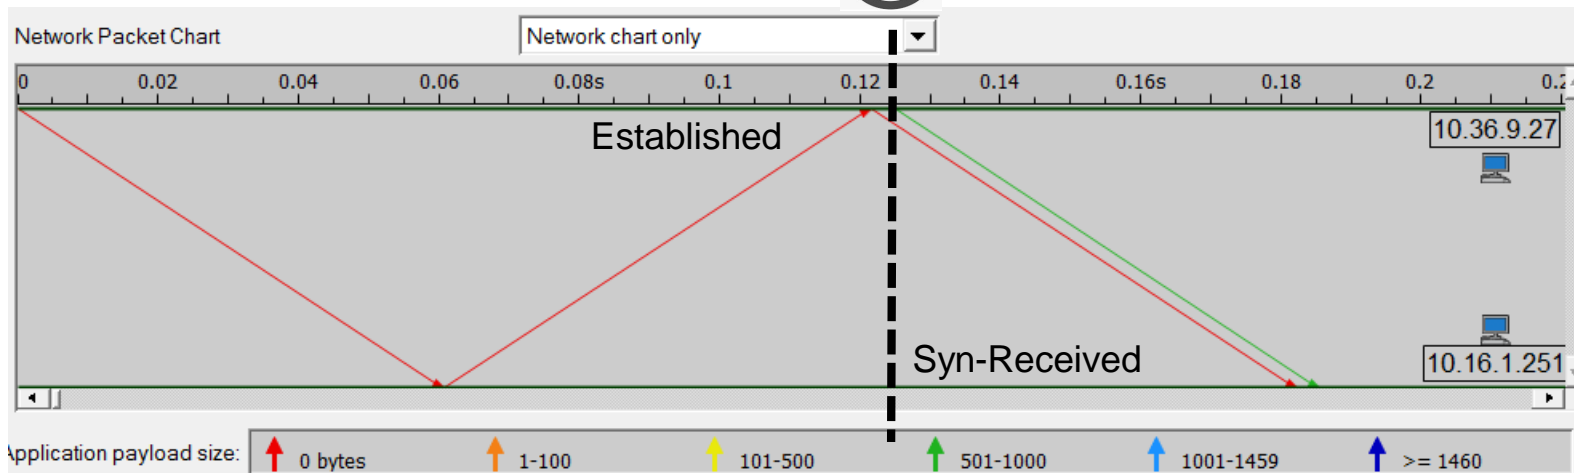 Network Packet Chart
Network chart only
0 0.02 0.04 0.06 0.08s 0.1 0.12 0.14 0.16s 0.18 0.2
Established
10.36.9.27
Syn-Received
10.16.1.251
Application payload size: 0 bytes 1-100 101-500 501-1000 1001-1459 >= 1460